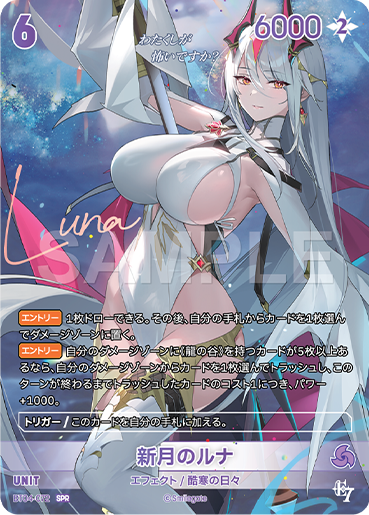 6
6000
2
わたくしが
怖いですか?
Luna
SAMPLE
エントリー 1枚ドローできる。その後、自分の手札からカードを1枚選ん
でダメージゾーンに置く。
エントリー 自分のダメージゾーンに《龍の谷》を持つカードが5枚以上あ
るなら、自分のダメージゾーンからカードを1枚選んでトラッシュし、この
ターンが終わるまでトラッシュしたカードのコスト1につき、パワー
+1000。
トリガー / このカードを自分の手札に加える。
新月のルナ
UNIT
エフェクト / 酷寒の日々
SPR